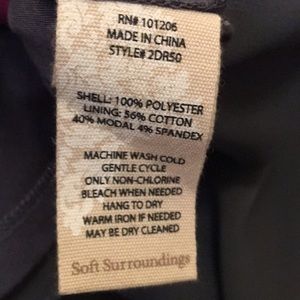 RN# 101206
MADE IN CHINA
STYLE# 2DR50
SHELL: 100% POLYESTER
LINING: 56% COTTON
40% MODAL 4% SPANDEX
MACHINE WASH COLD
GENTLE CYCLE
ONLY NON-CHLORINE
BLEACH WHEN NEEDED
HANG TO DRY
WARM IRON IF NEEDED
MAY BE DRY CLEANED
Soft Surroundings